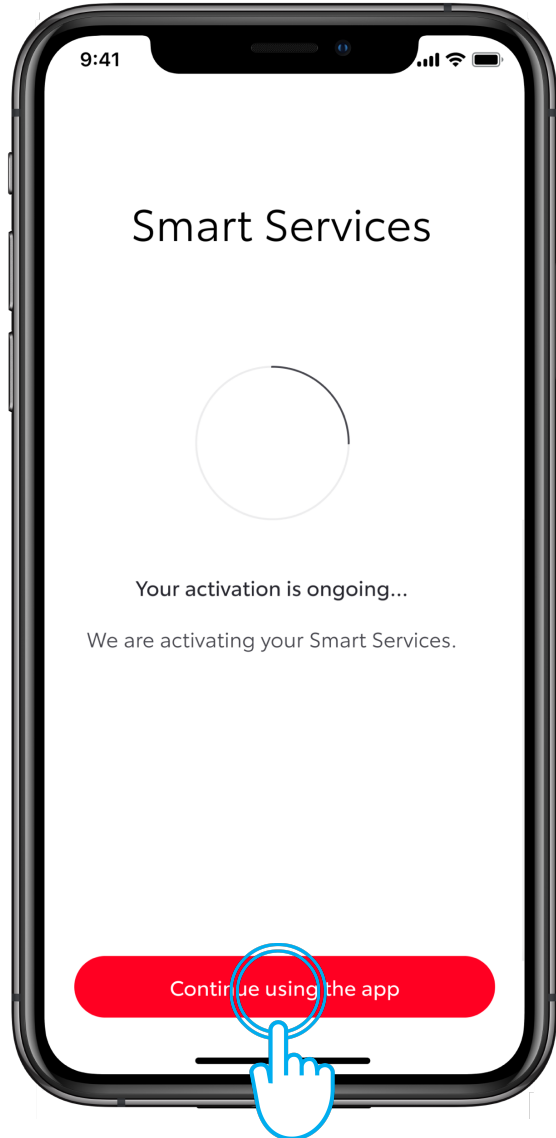 9:41
Smart Services
Your activation is ongoing...
We are activating your Smart Services.
Continue using the app